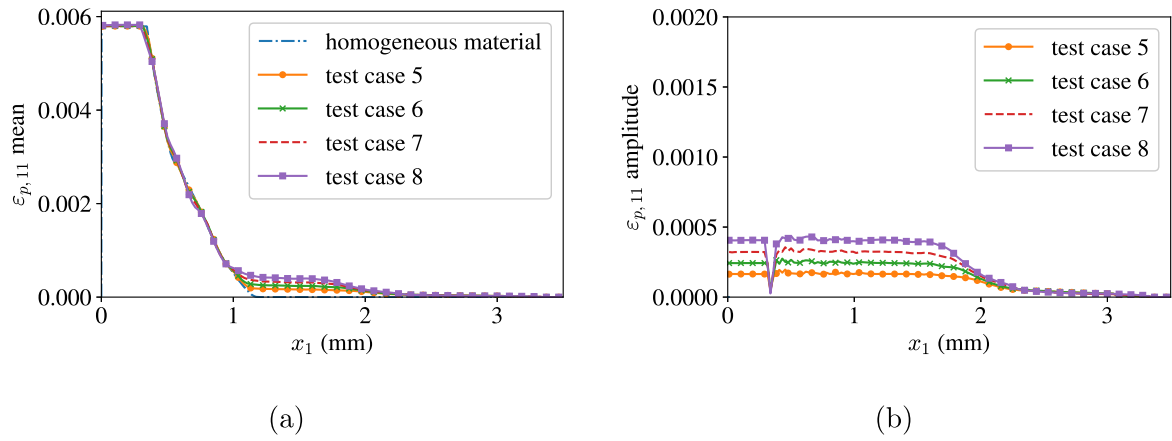 0.006
0.004
0.002
0.000
ε_{p,11} mean
0 1 2 3
x_1 (mm)
homogeneous material
test case 5
test case 6
test case 7
test case 8
(a)
0.0020
0.0015
0.0010
0.0005
0.0000
ε_{p,11} amplitude
0 1 2 3
x_1 (mm)
test case 5
test case 6
test case 7
test case 8
(b)